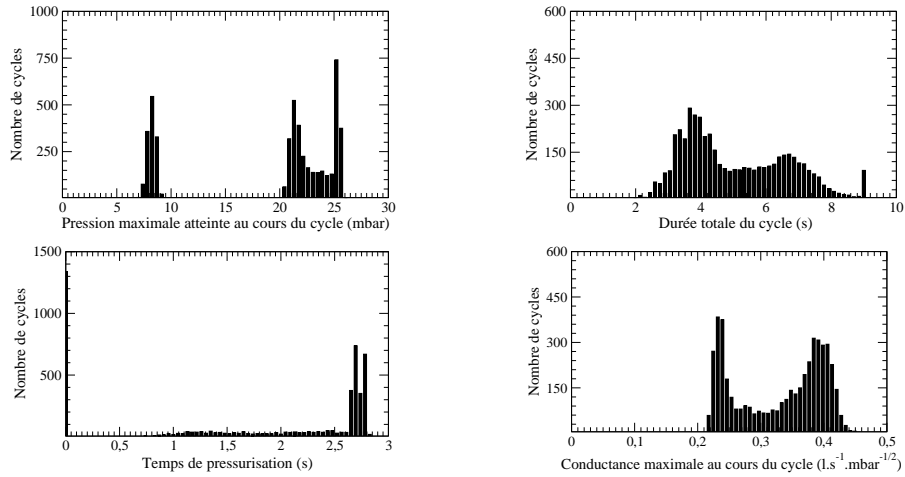 1000
750
500
250
0 5 10 15 20 25 30
Nombre de cycles
Pression maximale atteinte au cours du cycle (mbar)
600
450
300
150
0 2 4 6 8 10
Nombre de cycles
Durée totale du cycle (s)
1500
1000
500
0 0,5 1 1,5 2 2,5 3
Nombre de cycles
Temps de pressurisation (s)
600
450
300
150
0 0,1 0,2 0,3 0,4 0,5
Nombre de cycles
Conductance maximale au cours du cycle (l.s⁻¹.mbar⁻¹/²)